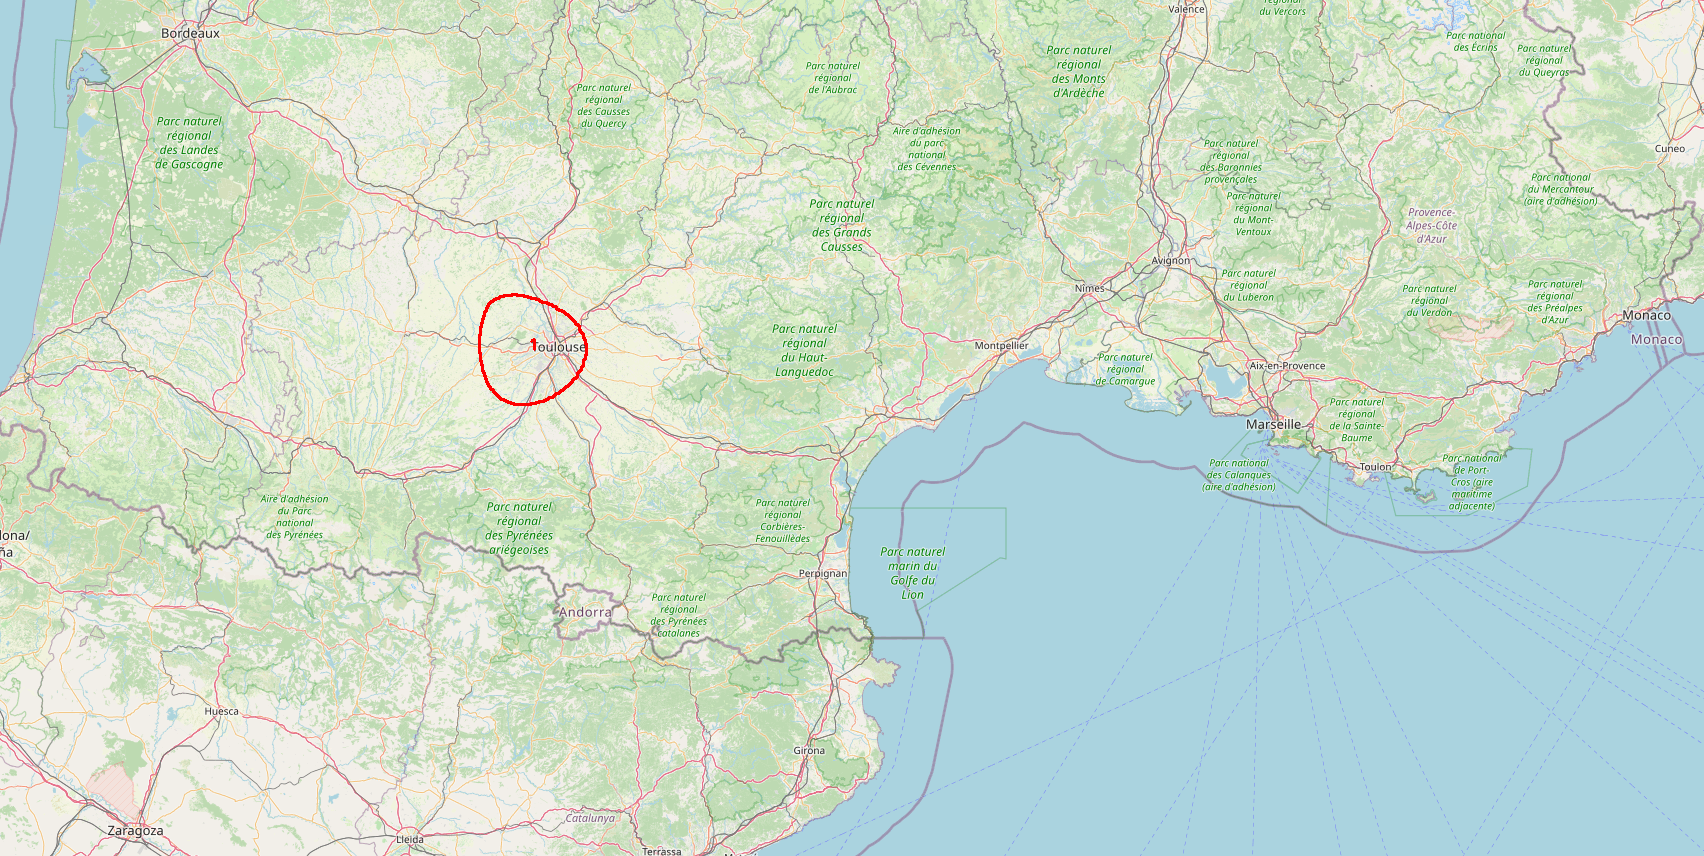 Bordeaux
Valence
régional
du Vercors
Parc national
des Écrins
Parc naturel
régional
du Queyras
Parc naturel
régional
de l'Aubrac
Parc naturel
régional
des Monts
d'Ardèche
Parc naturel
régional
des Causses
du Quercy
Parc naturel
régional
des Landes
de Gascogne
Aire d'adhésion
du parc
national
des Cévennes
Parc naturel
régional
des Baronnies
provençales
Cuneo
Parc national
du Mercantour
(aire d'adhésion)
Parc naturel
régional
du Mont-
Ventoux
Parc naturel
régional
des Grands
Causses
Provence-
Alpes-Côte
d'Azur
Avignon
Nîmes
Parc naturel
régional
du Luberon
Parc naturel
régional
du Verdon
Parc naturel
régional
des Préalpes
d'Azur
Monaco
Monaco
1
Toulouse
Parc naturel
régional
du Haut-
Languedoc
Montpellier
Parc naturel
régional
de Camargue
Aix-en-Provence
Parc naturel
régional
de la Sainte-
Baume
Marseille
Toulon
Parc national
des Calanques
(aire d'adhésion)
Parc national
de Port-
Cros (aire
maritime
adjacente)
Aire d'adhésion
du Parc
national
des Pyrénées
Parc naturel
régional
des Pyrénées
ariégeoises
Parc naturel
régional
Corbières-
Fenouillèdes
lona/
ña
Parc naturel
marin du
Golfe du
Lion
Perpignan
Andorra
Parc naturel
régional
des Pyrénées
catalanes
Huesca
Girona
Catalunya
Zaragoza
Lleida
Terrassa